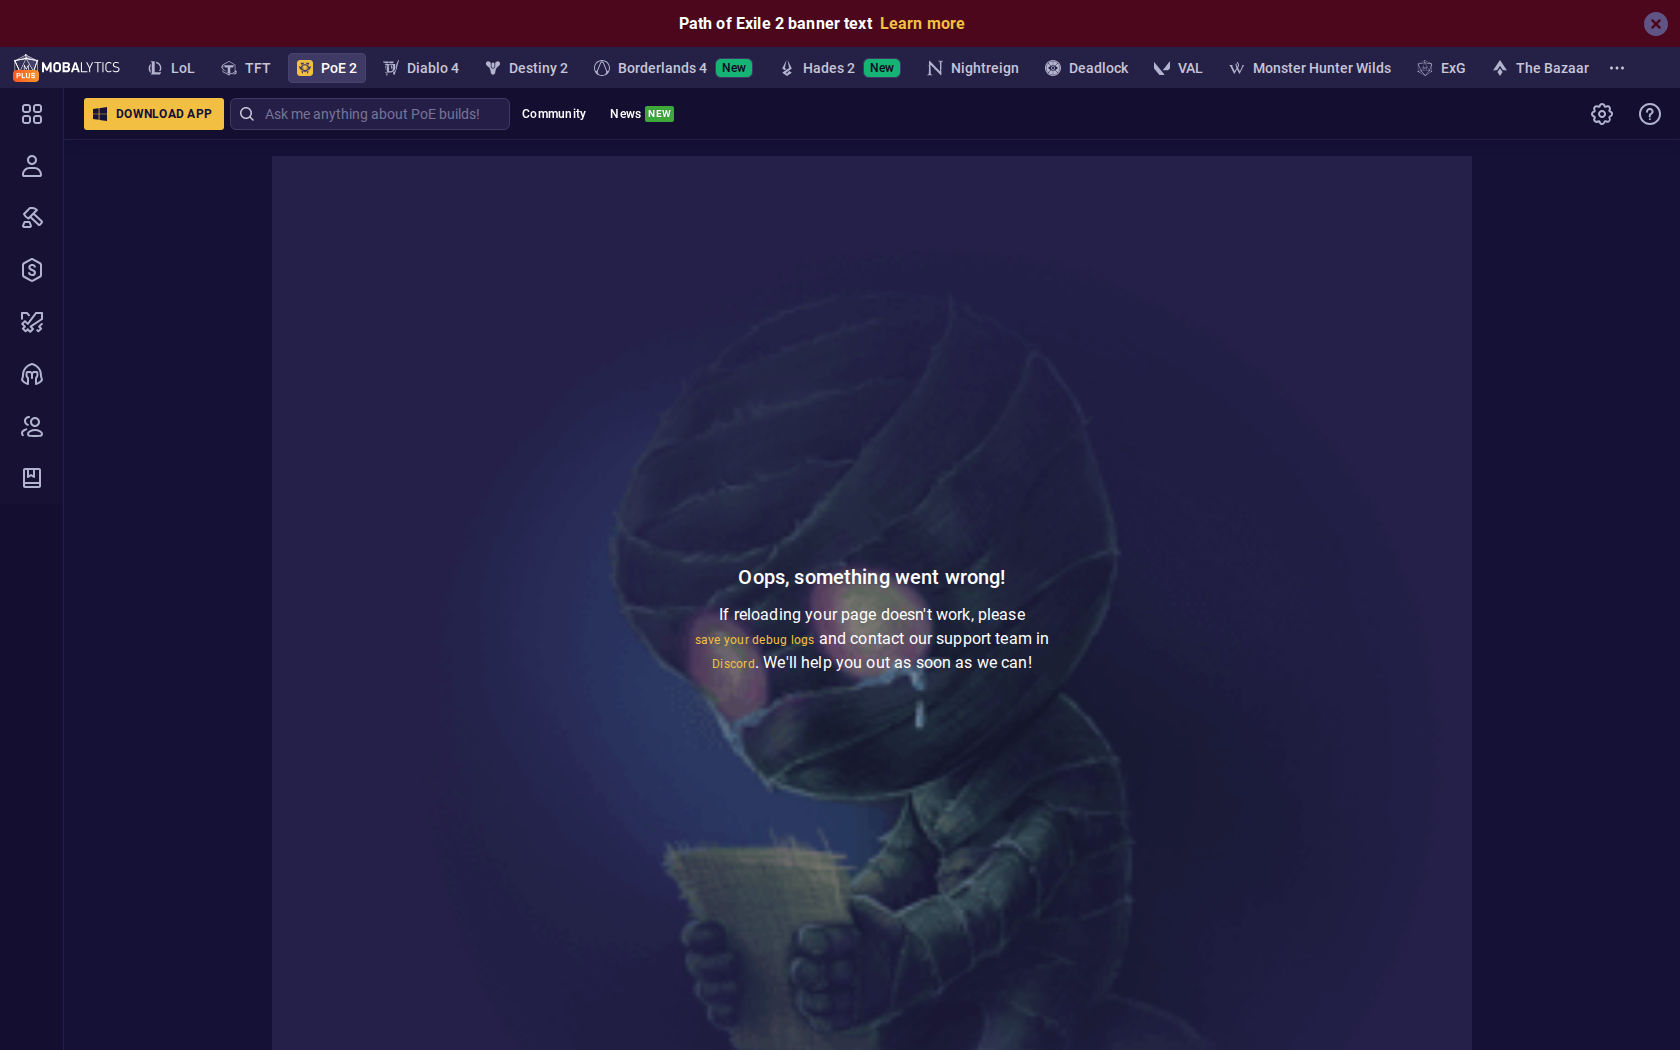 Path of Exile 2 banner text Learn more
PLUS MOBALYTICS LoL TFT PoE 2 Diablo 4 Destiny 2 Borderlands 4 New Hades 2 New Nightreign Deadlock VAL Monster Hunter Wilds ExG The Bazaar
DOWNLOAD APP Ask me anything about PoE builds! Community News NEW
Oops, something went wrong!
If reloading your page doesn't work, please
save your debug logs and contact our support team in
Discord. We'll help you out as soon as we can!